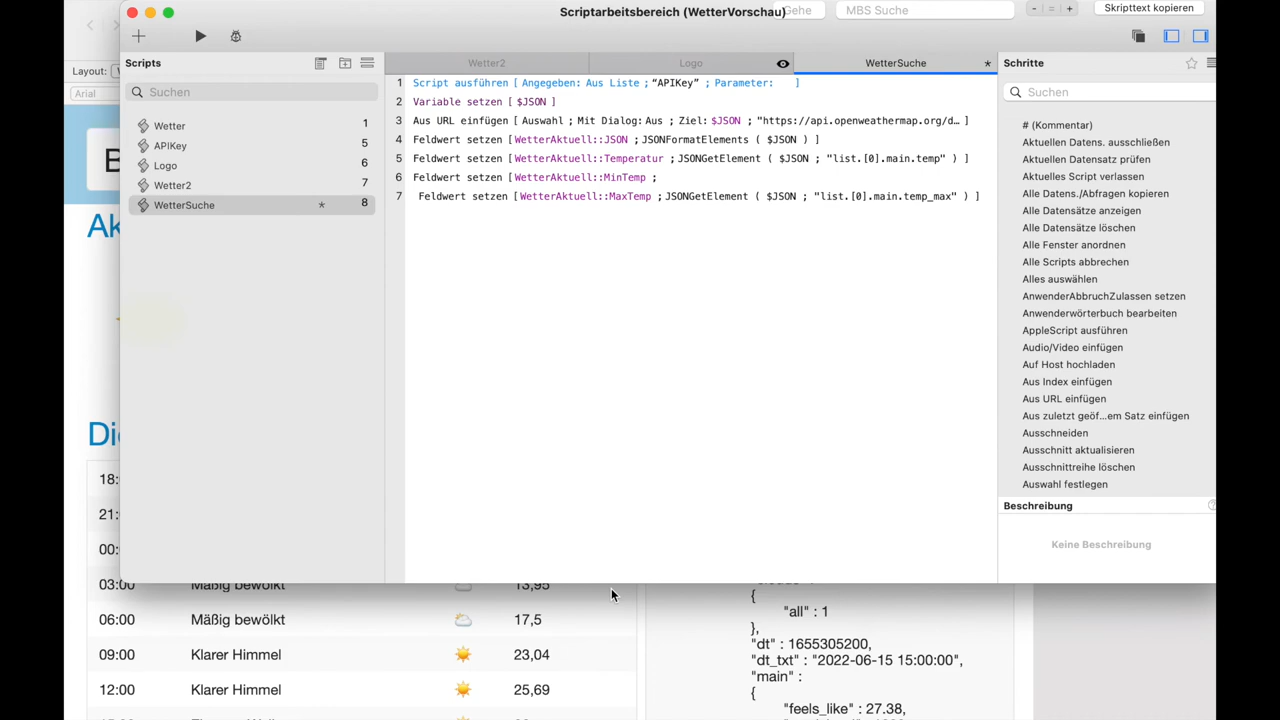 Scriptarbeitsbereich (WetterVorschau)
Gehe
MBS Suche
- = +
Skripttext kopieren
Layout:
Arial
Scripts
Suchen
Wetter 1
APIKey 5
Logo 6
Wetter2 7
WetterSuche * 8
Wetter2
Logo
WetterSuche *
1 Script ausführen [ Angegeben: Aus Liste ; “APIKey” ; Parameter: ]
2 Variable setzen [ $JSON ]
3 Aus URL einfügen [ Auswahl ; Mit Dialog: Aus ; Ziel: $JSON ; "https://api.openweathermap.org/d… ]
4 Feldwert setzen [ WetterAktuell::JSON ; JSONFormatElements ( $JSON ) ]
5 Feldwert setzen [ WetterAktuell::Temperatur ; JSONGetElement ( $JSON ; "list.[0].main.temp" ) ]
6 Feldwert setzen [ WetterAktuell::MinTemp ;
7 Feldwert setzen [ WetterAktuell::MaxTemp ; JSONGetElement ( $JSON ; "list.[0].main.temp_max" ) ]
Schritte
Suchen
# (Kommentar)
Aktuellen Datens. ausschließen
Aktuellen Datensatz prüfen
Aktuelles Script verlassen
Alle Datens./Abfragen kopieren
Alle Datensätze anzeigen
Alle Datensätze löschen
Alle Fenster anordnen
Alle Scripts abbrechen
Alles auswählen
AnwenderAbbruchZulassen setzen
Anwenderwörterbuch bearbeiten
AppleScript ausführen
Audio/Video einfügen
Auf Host hochladen
Aus Index einfügen
Aus URL einfügen
Aus zuletzt geöf...em Satz einfügen
Ausschneiden
Ausschnitt aktualisieren
Ausschnittreihe löschen
Auswahl festlegen
Beschreibung
Keine Beschreibung
B
Ak
Di
18:
21:
00:
03:00 Mäßig bewölkt 13,95
06:00 Mäßig bewölkt 17,5
09:00 Klarer Himmel 23,04
12:00 Klarer Himmel 25,69
{
"all" : 1
},
"dt" : 1655305200,
"dt_txt" : "2022-06-15 15:00:00",
"main" :
{
"feels_like" : 27.38,